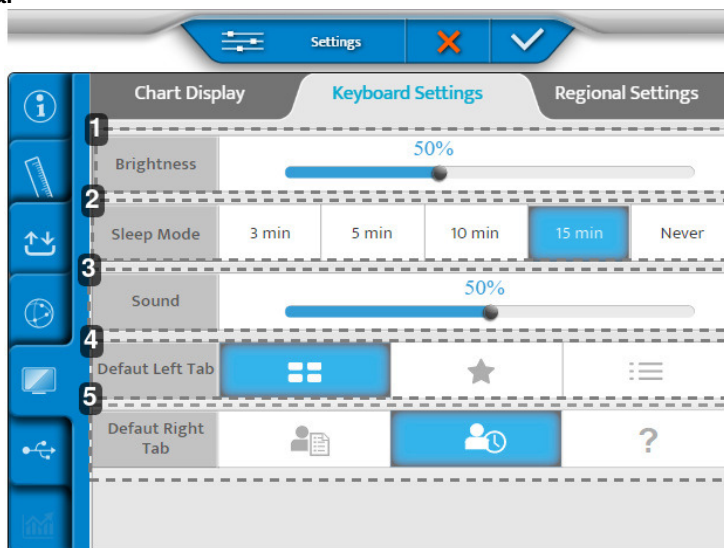 Settings
Chart Display Keyboard Settings Regional Settings
1
Brightness 50%
2
Sleep Mode 3 min 5 min 10 min 15 min Never
3
Sound 50%
4
Defaut Left Tab
5
Defaut Right
Tab ?